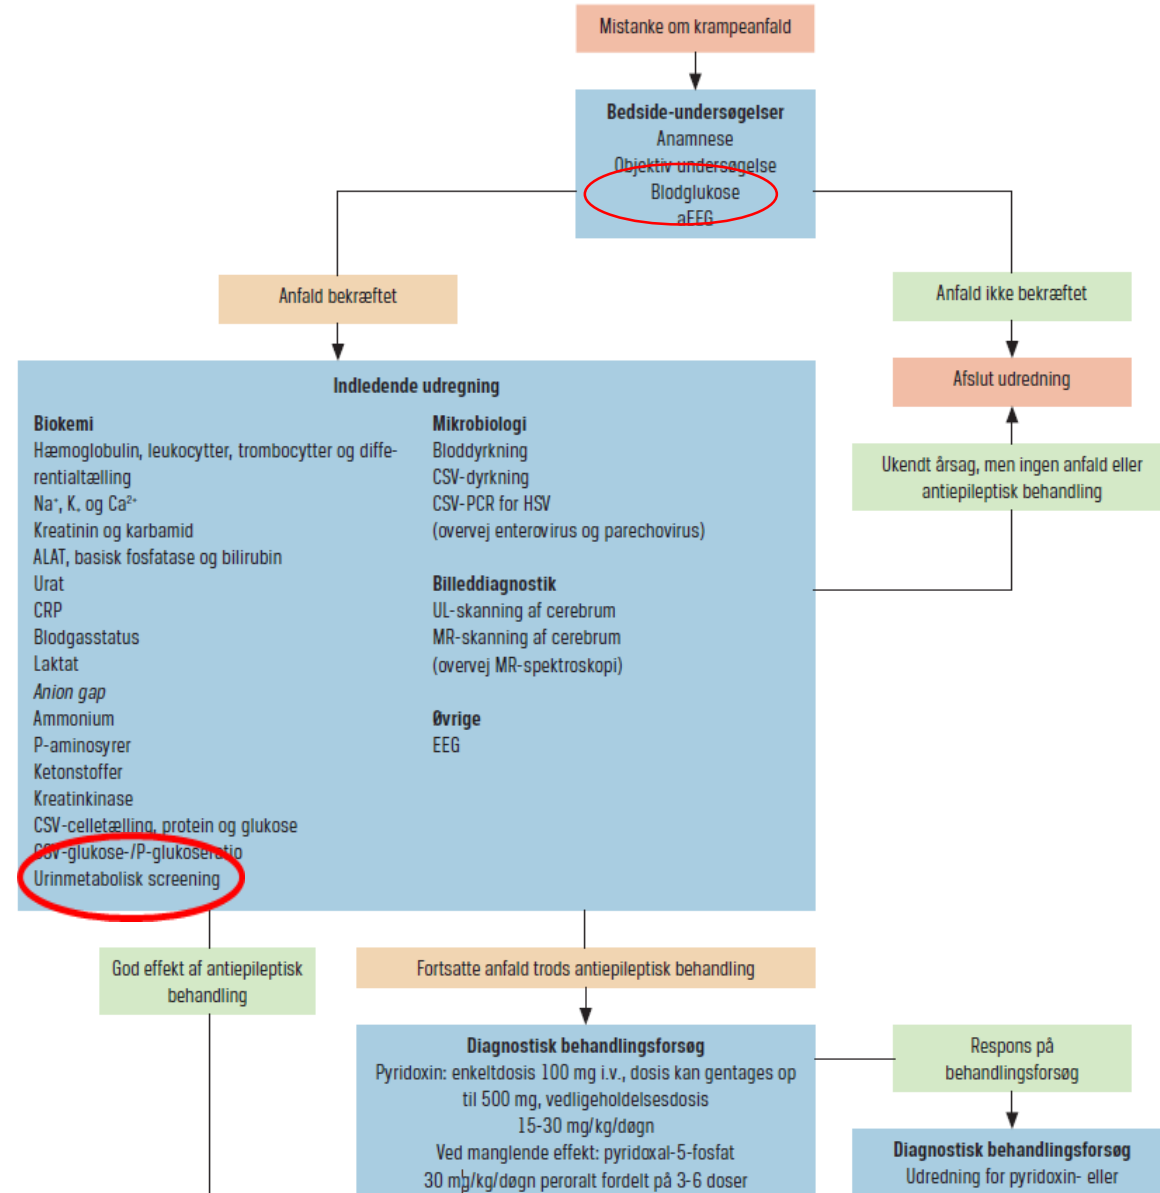 Mistanke om krampeanfald
Bedside-undersøgelser
Anamnese
Objektiv undersøgelse
Blodglukose
aEEG
Anfald bekræftet
Anfald ikke bekræftet
Afslut udredning
Ukendt årsag, men ingen anfald eller
antiepileptisk behandling
Indledende udregning
Biokemi
Hæmoglobulin, leukocytter, trombocytter og diffe-
rentialtælling
Na⁺, K, og Ca²⁺
Kreatinin og karbamid
ALAT, basisk fosfatase og bilirubin
Urat
CRP
Blodgasstatus
Laktat
Anion gap
Ammonium
P-aminosyrer
Ketonstoffer
Kreatinkinase
CSV-celletælling, protein og glukose
CSV-glukose-/P-glukoseratio
Urinmetabolisk screening
Mikrobiologi
Bloddyrkning
CSV-dyrkning
CSV-PCR for HSV
(overvej enterovirus og parechovirus)
Billeddiagnostik
UL-skanning af cerebrum
MR-skanning af cerebrum
(overvej MR-spektroskopi)
Øvrige
EEG
God effekt af antiepileptisk
behandling
Fortsatte anfald trods antiepileptisk behandling
Diagnostisk behandlingsforsøg
Pyridoxin: enkeltdosis 100 mg i.v., dosis kan gentages op
til 500 mg, vedligeholdelsesdosis
15-30 mg/kg/døgn
Ved manglende effekt: pyridoxal-5-fosfat
30 mg/kg/døgn peroralt fordelt på 3-6 doser
Respons på
behandlingsforsøg
Diagnostisk behandlingsforsøg
Udredning for pyridoxin- eller